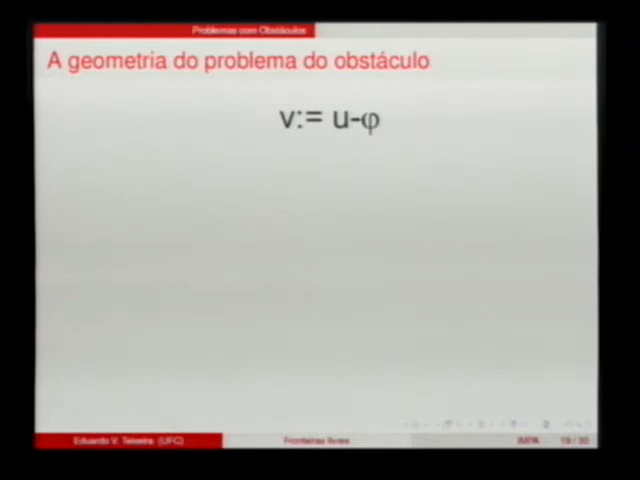 Problemas com Obstáculos
A geometria do problema do obstáculo
v:= u-φ
Eduardo V. Teixeira (UFC)
Fronteiras livres
IMPA
19 / 30